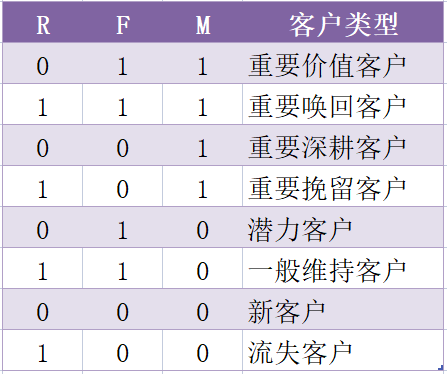 R F M 客户类型
0 1 1 重要价值客户
1 1 1 重要唤回客户
0 0 1 重要深耕客户
1 0 1 重要挽留客户
0 1 0 潜力客户
1 1 0 一般维持客户
0 0 0 新客户
1 0 0 流失客户